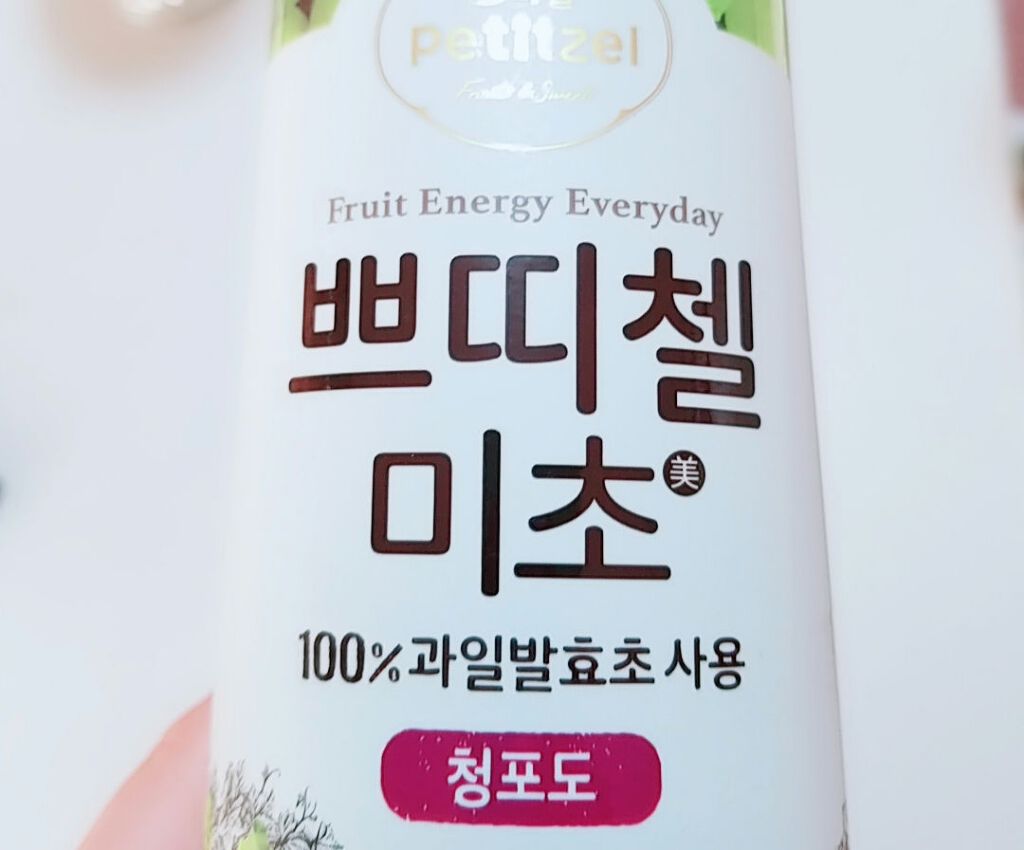 petitzel
Fruit Energy Everyday
쁘띠첼
미초美
100%과일발효초 사용
청포도